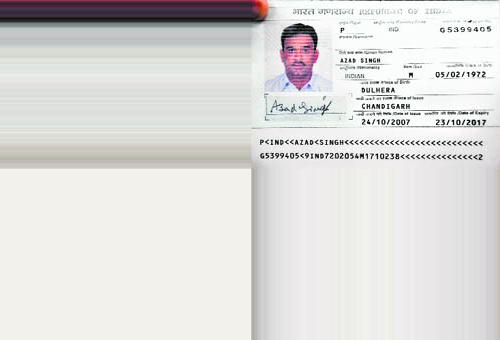 भारत गणराज्य REPUBLIC OF INDIA
P IND G5399405
AZAD SINGH
INDIAN M 05/02/1972
DULHERA
CHANDIGARH
24/10/2007 23/10/2017
Azad Singh
P<IND<<AZAD<SINGH<<<<<<<<<<<<<<<<<<<<<<<<<<<
G5399405<9IND7202054M1710238<<<<<<<<<<<<<<<2